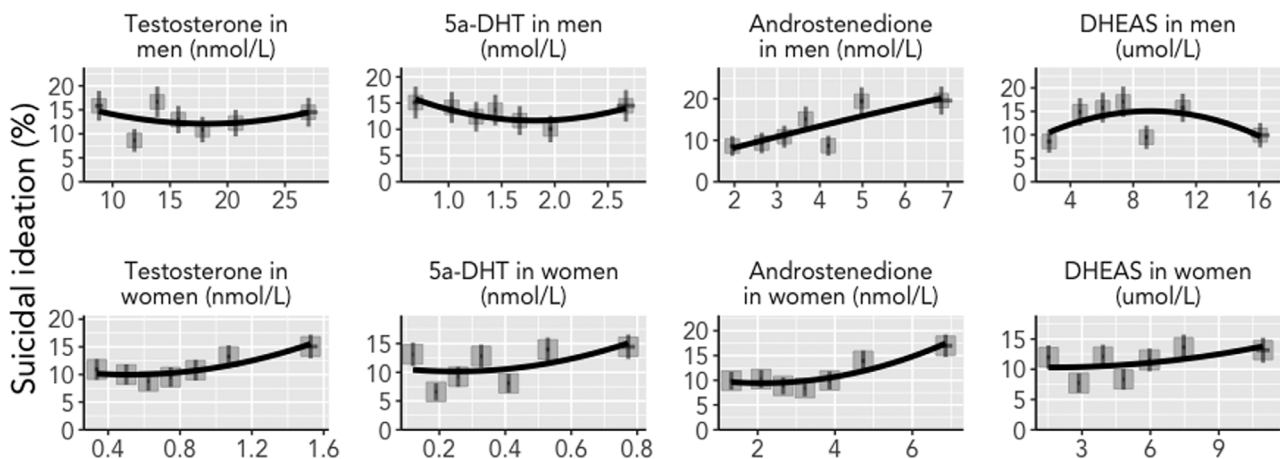 Suicidal ideation (%)
Testosterone in
men (nmol/L)
20
15
10
5
0
10 15 20 25
5a-DHT in men
(nmol/L)
20
15
10
5
0
1.0 1.5 2.0 2.5
Androstenedione
in men (nmol/L)
20
10
0
2 3 4 5 6 7
DHEAS in men
(umol/L)
20
15
10
5
0
4 8 12 16
Testosterone in
women (nmol/L)
20
15
10
5
0
0.4 0.8 1.2 1.6
5a-DHT in women
(nmol/L)
15
10
5
0
0.2 0.4 0.6 0.8
Androstenedione
in women (nmol/L)
20
15
10
5
0
2 4 6
DHEAS in women
(umol/L)
15
10
5
0
3 6 9